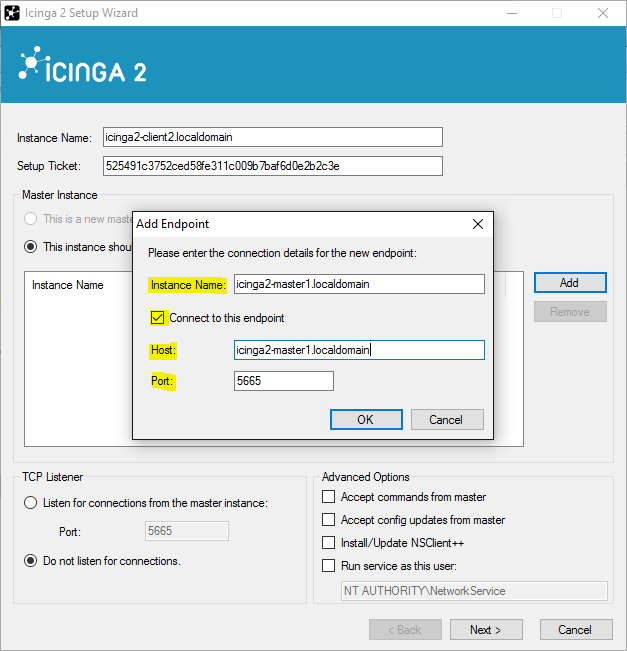 Icinga 2 Setup Wizard
ICINGA 2
Instance Name: icinga2-client2.localdomain
Setup Ticket: 525491c3752ced58fe311c009b7baf6d0e2b2c3e
Master Instance
This is a new mast
This instance shou
Instance Name
Add
Remove
Add Endpoint
Please enter the connection details for the new endpoint:
Instance Name: icinga2-master1.localdomain
Connect to this endpoint
Host: icinga2-master1.localdomain
Port: 5665
OK Cancel
TCP Listener
Listen for connections from the master instance:
Port: 5665
Do not listen for connections.
Advanced Options
Accept commands from master
Accept config updates from master
Install/Update NSClient++
Run service as this user:
NT AUTHORITY\NetworkService
< Back Next > Cancel